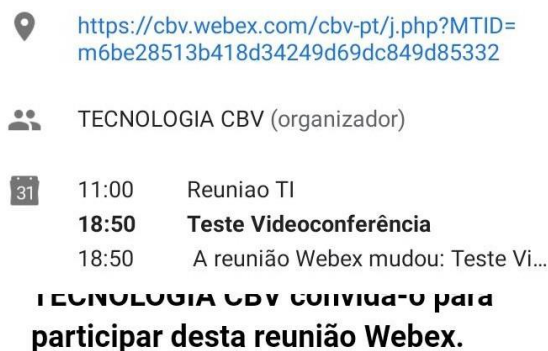 https://cbv.webex.com/cbv-pt/j.php?MTID=
m6be28513b418d34249d69dc849d85332
TECNOLOGIA CBV (organizador)
31
11:00 Reuniao TI
18:50 Teste Videoconferência
18:50 A reunião Webex mudou: Teste Vi...
TECNOLOGIA CBV convida-o para
participar desta reunião Webex.